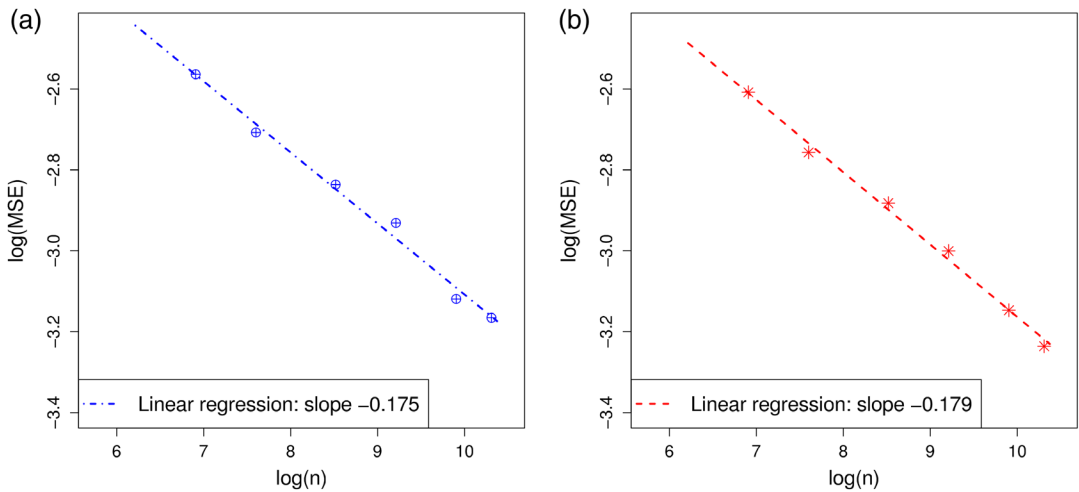 (a)
log(MSE)
−2.6
−2.8
−3.0
−3.2
−3.4
Linear regression: slope −0.175
6
7
8
9
10
log(n)
(b)
log(MSE)
−2.6
−2.8
−3.0
−3.2
−3.4
Linear regression: slope −0.179
6
7
8
9
10
log(n)